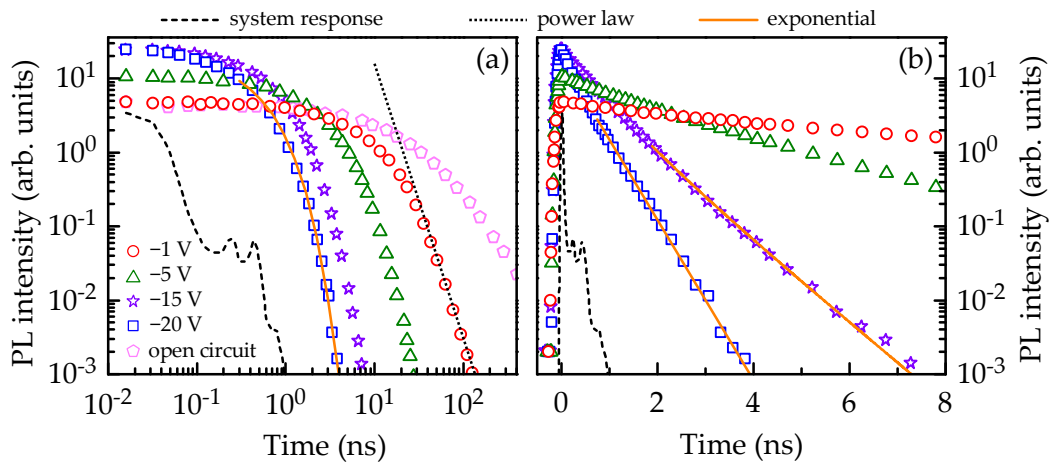 system response power law exponential
(a) (b)
PL intensity (arb. units)
10¹
10⁰
10⁻¹
10⁻²
10⁻³
−1 V
−5 V
−15 V
−20 V
open circuit
10⁻² 10⁻¹ 10⁰ 10¹ 10²
Time (ns)
0 2 4 6 8
Time (ns)
10¹
10⁰
10⁻¹
10⁻²
10⁻³
PL intensity (arb. units)